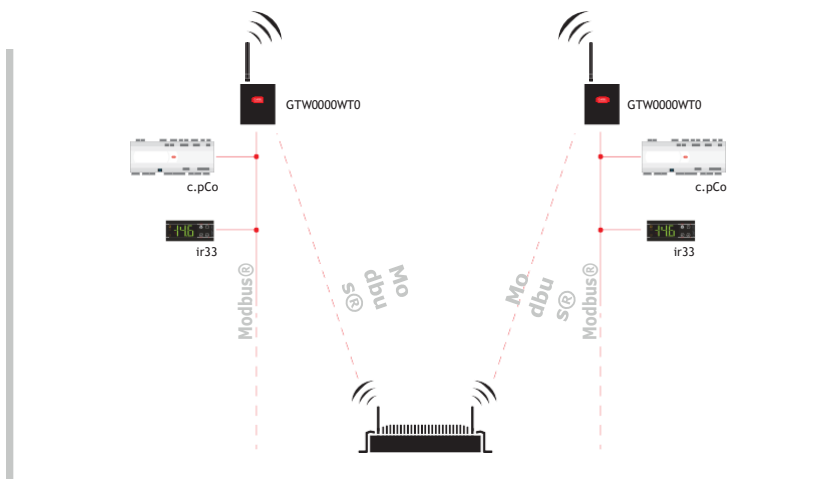 GTW0000WT0
GTW0000WT0
c.pCo
c.pCo
146
146
ir33
ir33
Modbus®
Mo
dbu
s®
Mo
dbu
s®
Modbus®